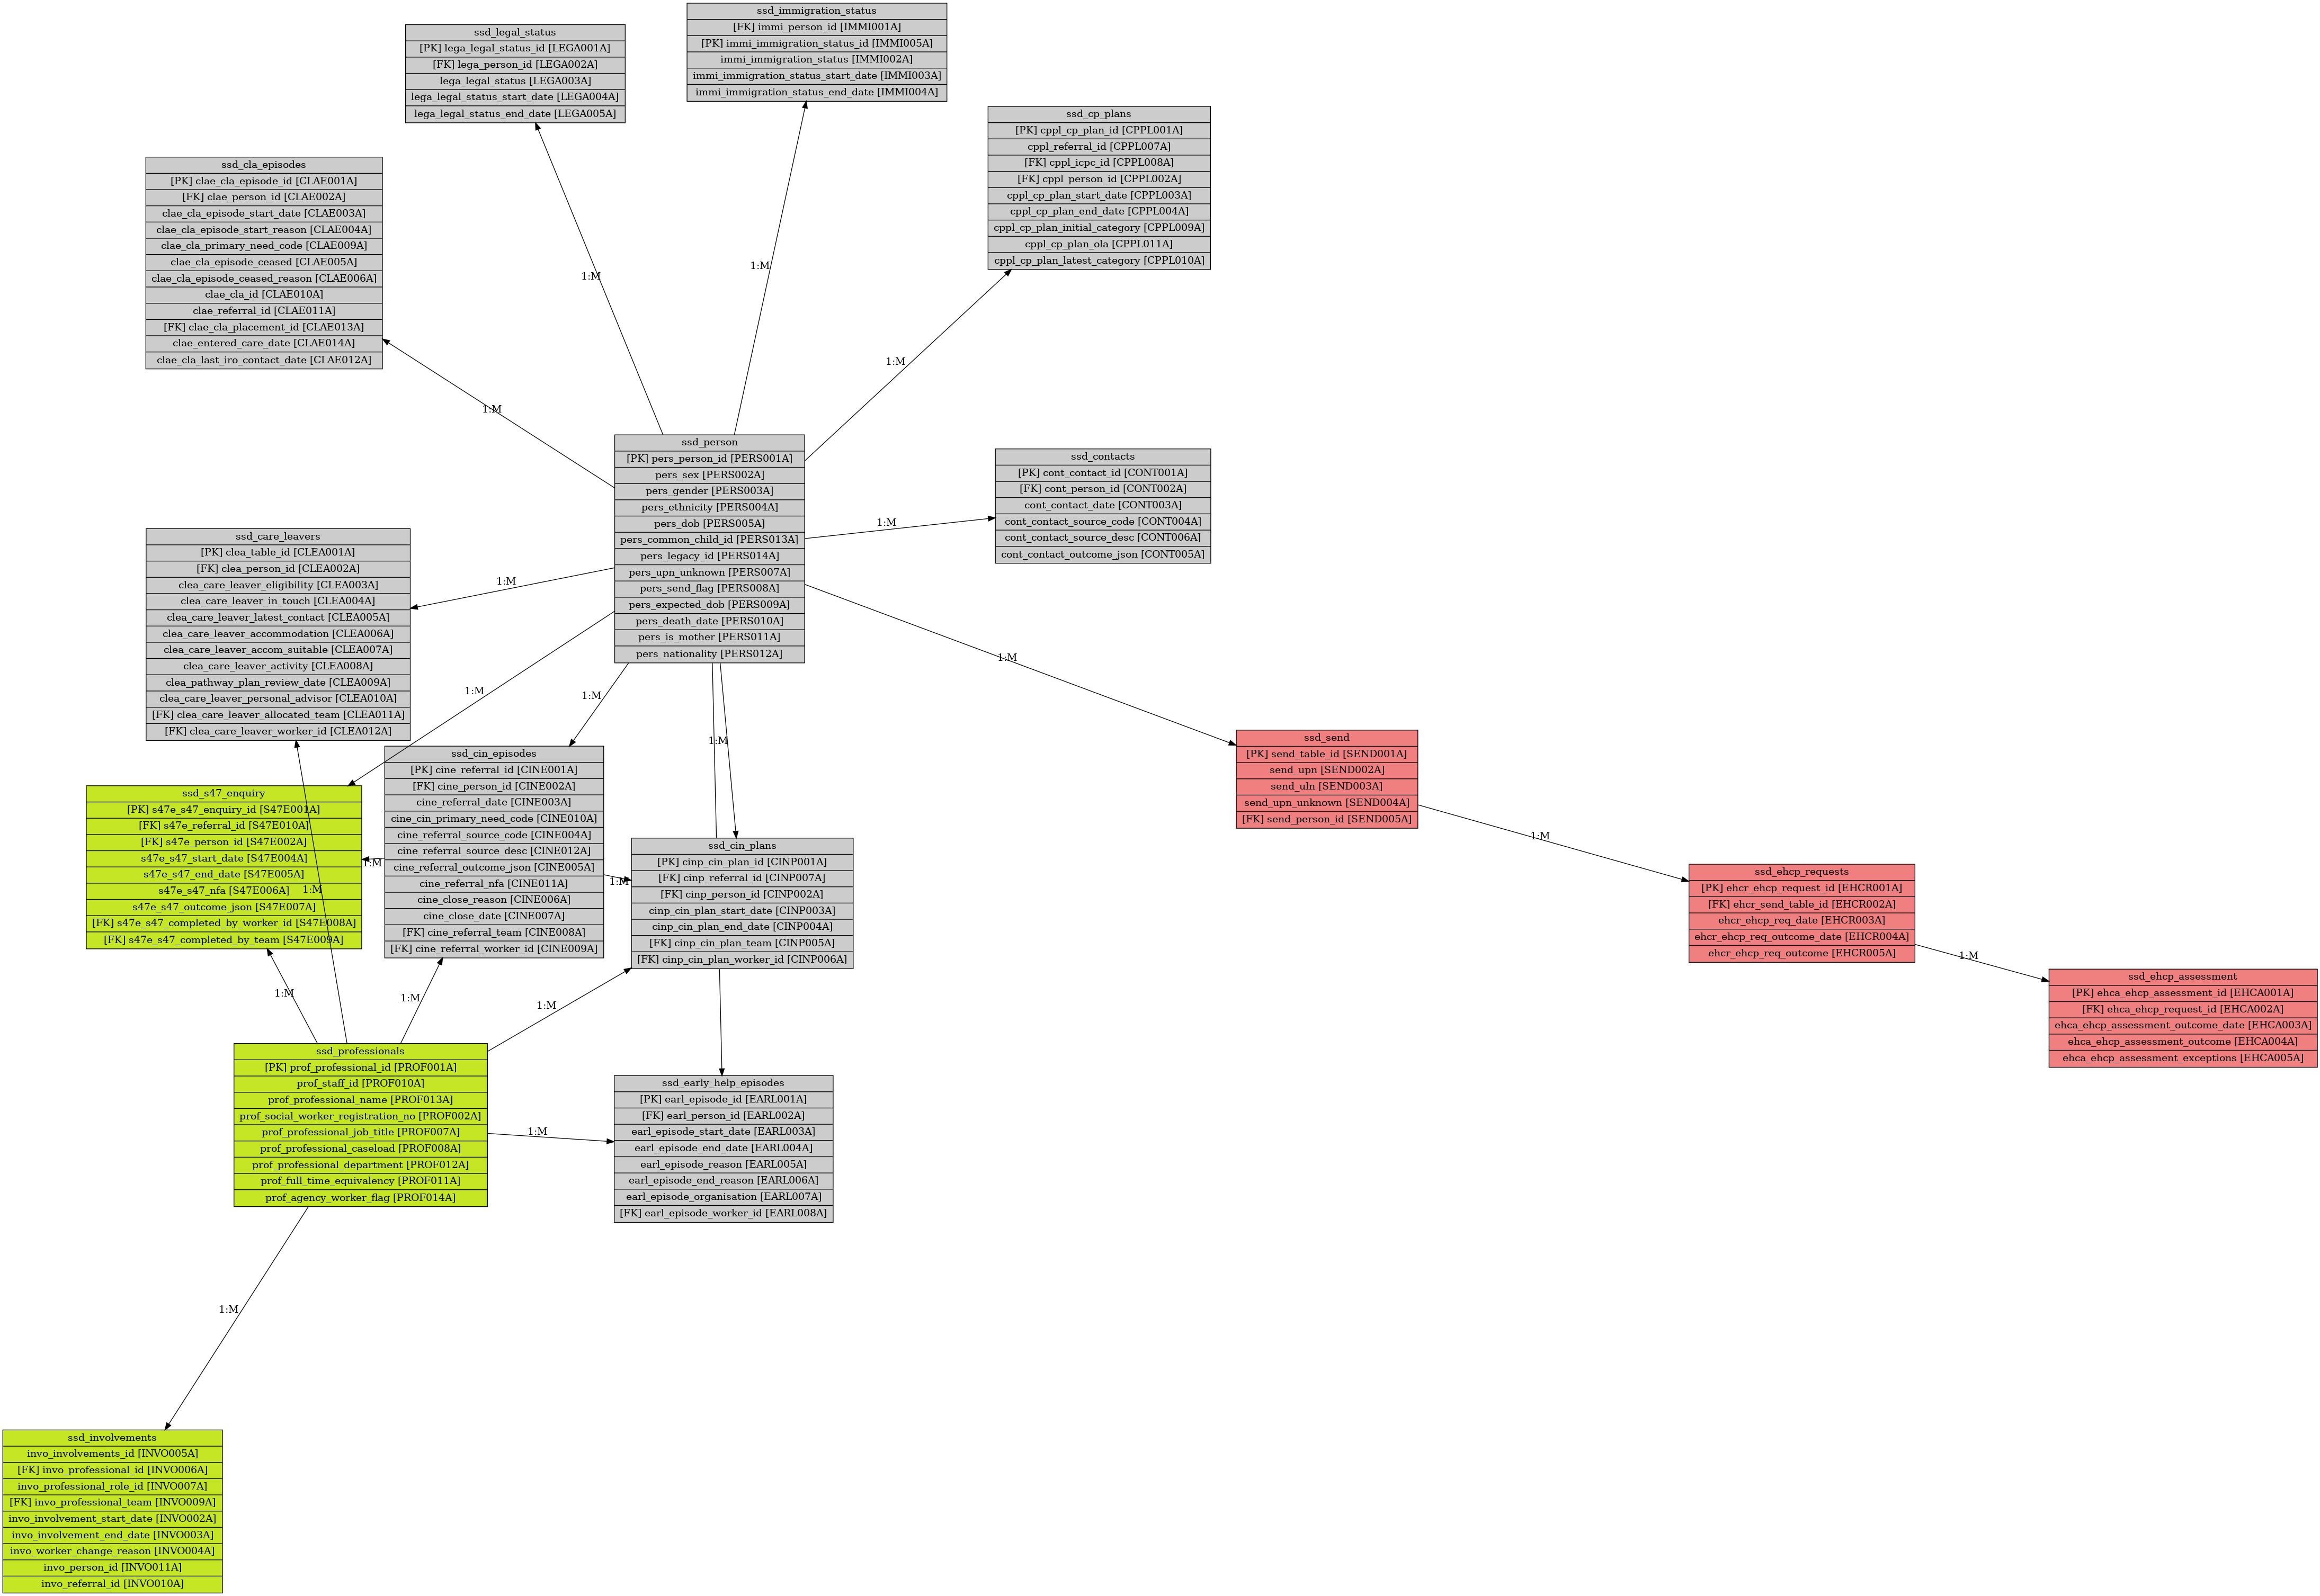 ssd_immigration_status
[FK] immi_person_id [IMMI001A]
[PK] immi_immigration_status_id [IMMI005A]
immi_immigration_status [IMMI002A]
immi_immigration_status_start_date [IMMI003A]
immi_immigration_status_end_date [IMMI004A]
ssd_legal_status
[PK] lega_legal_status_id [LEGA001A]
[FK] lega_person_id [LEGA002A]
lega_legal_status [LEGA003A]
lega_legal_status_start_date [LEGA004A]
lega_legal_status_end_date [LEGA005A]
ssd_cp_plans
[PK] cppl_cp_plan_id [CPPL001A]
cppl_referral_id [CPPL007A]
[FK] cppl_icpc_id [CPPL008A]
[FK] cppl_person_id [CPPL002A]
cppl_cp_plan_start_date [CPPL003A]
cppl_cp_plan_end_date [CPPL004A]
cppl_cp_plan_initial_category [CPPL009A]
cppl_cp_plan_ola [CPPL011A]
cppl_cp_plan_latest_category [CPPL010A]
ssd_cla_episodes
[PK] clae_cla_episode_id [CLAE001A]
[FK] clae_person_id [CLAE002A]
clae_cla_episode_start_date [CLAE003A]
clae_cla_episode_start_reason [CLAE004A]
clae_cla_primary_need_code [CLAE009A]
clae_cla_episode_ceased [CLAE005A]
clae_cla_episode_ceased_reason [CLAE006A]
clae_cla_id [CLAE010A]
clae_referral_id [CLAE011A]
[FK] clae_cla_placement_id [CLAE013A]
clae_entered_care_date [CLAE014A]
clae_cla_last_iro_contact_date [CLAE012A]
1:M
1:M
1:M
1:M
ssd_person
[PK] pers_person_id [PERS001A]
pers_sex [PERS002A]
pers_gender [PERS003A]
pers_ethnicity [PERS004A]
pers_dob [PERS005A]
pers_common_child_id [PERS013A]
pers_legacy_id [PERS014A]
pers_upn_unknown [PERS007A]
pers_send_flag [PERS008A]
pers_expected_dob [PERS009A]
pers_death_date [PERS010A]
pers_is_mother [PERS011A]
pers_nationality [PERS012A]
ssd_contacts
[PK] cont_contact_id [CONT001A]
[FK] cont_person_id [CONT002A]
cont_contact_date [CONT003A]
cont_contact_source_code [CONT004A]
cont_contact_source_desc [CONT006A]
cont_contact_outcome_json [CONT005A]
1:M
ssd_care_leavers
[PK] clea_table_id [CLEA001A]
[FK] clea_person_id [CLEA002A]
clea_care_leaver_eligibility [CLEA003A]
clea_care_leaver_in_touch [CLEA004A]
clea_care_leaver_latest_contact [CLEA005A]
clea_care_leaver_accommodation [CLEA006A]
clea_care_leaver_accom_suitable [CLEA007A]
clea_care_leaver_activity [CLEA008A]
clea_pathway_plan_review_date [CLEA009A]
clea_care_leaver_personal_advisor [CLEA010A]
[FK] clea_care_leaver_allocated_team [CLEA011A]
[FK] clea_care_leaver_worker_id [CLEA012A]
1:M
1:M
1:M
1:M
1:M
ssd_send
[PK] send_table_id [SEND001A]
send_upn [SEND002A]
send_uln [SEND003A]
send_upn_unknown [SEND004A]
[FK] send_person_id [SEND005A]
ssd_cin_episodes
[PK] cine_referral_id [CINE001A]
[FK] cine_person_id [CINE002A]
cine_referral_date [CINE003A]
cine_cin_primary_need_code [CINE010A]
cine_referral_source_code [CINE004A]
cine_referral_source_desc [CINE012A]
cine_referral_outcome_json [CINE005A]
cine_referral_nfa [CINE011A]
cine_close_reason [CINE006A]
cine_close_date [CINE007A]
[FK] cine_referral_team [CINE008A]
[FK] cine_referral_worker_id [CINE009A]
ssd_s47_enquiry
[PK] s47e_s47_enquiry_id [S47E001A]
[FK] s47e_referral_id [S47E010A]
[FK] s47e_person_id [S47E002A]
s47e_s47_start_date [S47E004A]
s47e_s47_end_date [S47E005A]
s47e_s47_nfa [S47E006A]
s47e_s47_outcome_json [S47E007A]
[FK] s47e_s47_completed_by_worker_id [S47E008A]
[FK] s47e_s47_completed_by_team [S47E009A]
1:M
1:M
1:M
ssd_cin_plans
[PK] cinp_cin_plan_id [CINP001A]
[FK] cinp_referral_id [CINP007A]
[FK] cinp_person_id [CINP002A]
cinp_cin_plan_start_date [CINP003A]
cinp_cin_plan_end_date [CINP004A]
[FK] cinp_cin_plan_team [CINP005A]
[FK] cinp_cin_plan_worker_id [CINP006A]
1:M
ssd_ehcp_requests
[PK] ehcr_ehcp_request_id [EHCR001A]
[FK] ehcr_send_table_id [EHCR002A]
ehcr_ehcp_req_date [EHCR003A]
ehcr_ehcp_req_outcome_date [EHCR004A]
ehcr_ehcp_req_outcome [EHCR005A]
1:M
ssd_ehcp_assessment
[PK] ehca_ehcp_assessment_id [EHCA001A]
[FK] ehca_ehcp_request_id [EHCA002A]
ehca_ehcp_assessment_outcome_date [EHCA003A]
ehca_ehcp_assessment_outcome [EHCA004A]
ehca_ehcp_assessment_exceptions [EHCA005A]
1:M
1:M
1:M
ssd_professionals
[PK] prof_professional_id [PROF001A]
prof_staff_id [PROF010A]
prof_professional_name [PROF013A]
prof_social_worker_registration_no [PROF002A]
prof_professional_job_title [PROF007A]
prof_professional_caseload [PROF008A]
prof_professional_department [PROF012A]
prof_full_time_equivalency [PROF011A]
prof_agency_worker_flag [PROF014A]
1:M
ssd_early_help_episodes
[PK] earl_episode_id [EARL001A]
[FK] earl_person_id [EARL002A]
earl_episode_start_date [EARL003A]
earl_episode_end_date [EARL004A]
earl_episode_reason [EARL005A]
earl_episode_end_reason [EARL006A]
earl_episode_organisation [EARL007A]
[FK] earl_episode_worker_id [EARL008A]
1:M
ssd_involvements
invo_involvements_id [INVO005A]
[FK] invo_professional_id [INVO006A]
invo_professional_role_id [INVO007A]
[FK] invo_professional_team [INVO009A]
invo_involvement_start_date [INVO002A]
invo_involvement_end_date [INVO003A]
invo_worker_change_reason [INVO004A]
invo_person_id [INVO011A]
invo_referral_id [INVO010A]